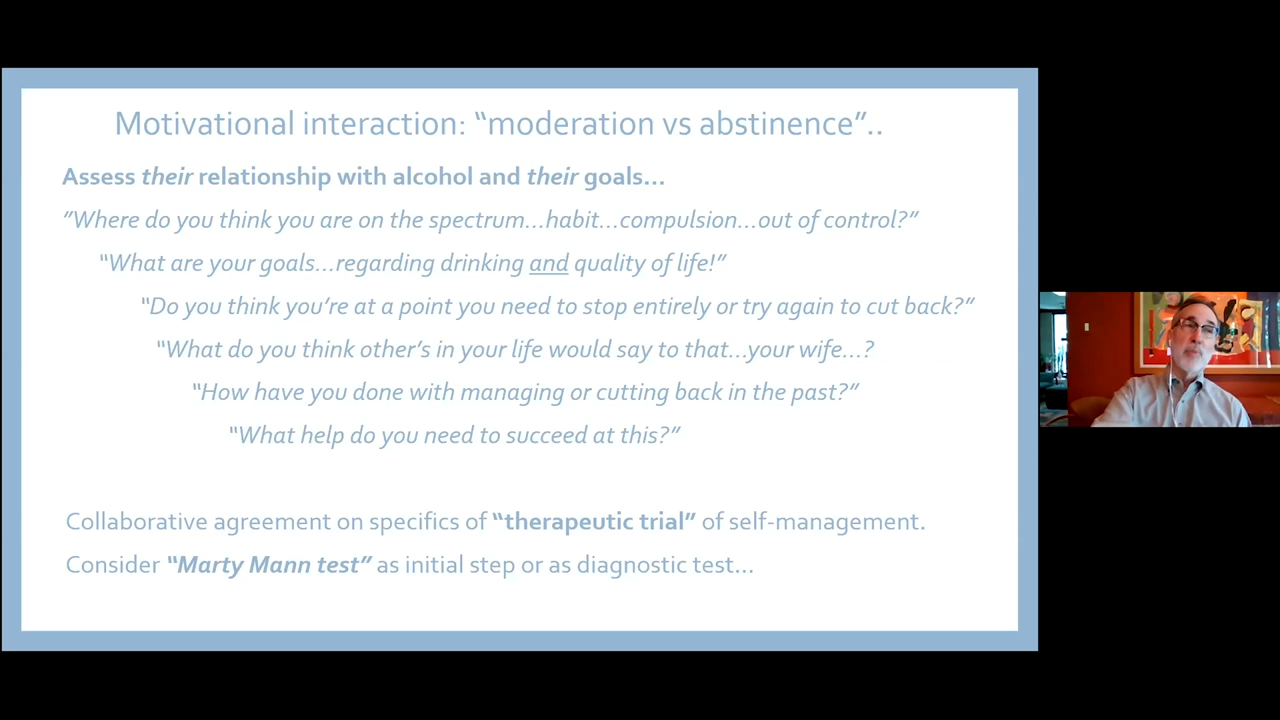 Motivational interaction: “moderation vs abstinence”..
Assess their relationship with alcohol and their goals...
“Where do you think you are on the spectrum...habit...compulsion...out of control?”
“What are your goals...regarding drinking and quality of life!”
“Do you think you’re at a point you need to stop entirely or try again to cut back?”
“What do you think other’s in your life would say to that...your wife...?
“How have you done with managing or cutting back in the past?”
“What help do you need to succeed at this?”
Collaborative agreement on specifics of “therapeutic trial” of self-management.
Consider “Marty Mann test” as initial step or as diagnostic test...